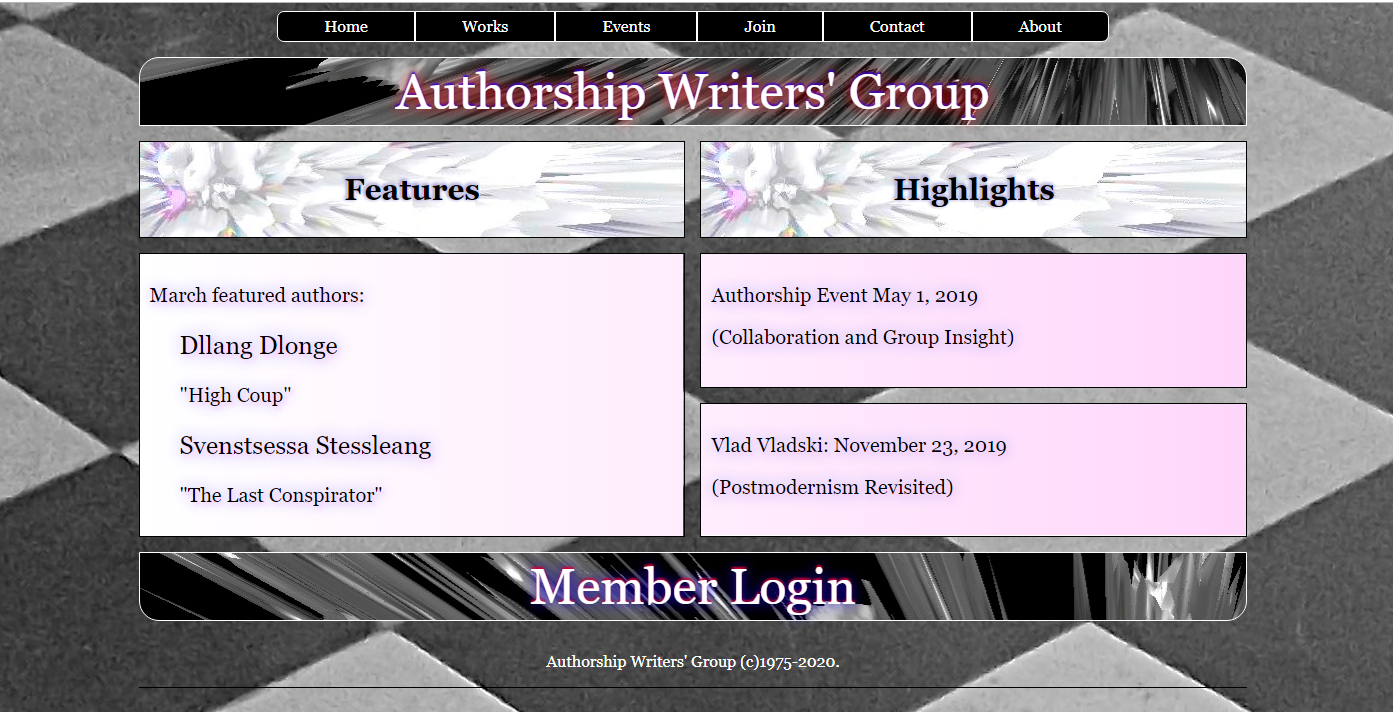 Home Works Events Join Contact About
Authorship Writers' Group
Features
Highlights
March featured authors:
Dllang Dlonge
"High Coup"
Svenstsessa Stessleang
"The Last Conspirator"
Authorship Event May 1, 2019
(Collaboration and Group Insight)
Vlad Vladski: November 23, 2019
(Postmodernism Revisited)
Member Login
Authorship Writers' Group (c)1975-2020.